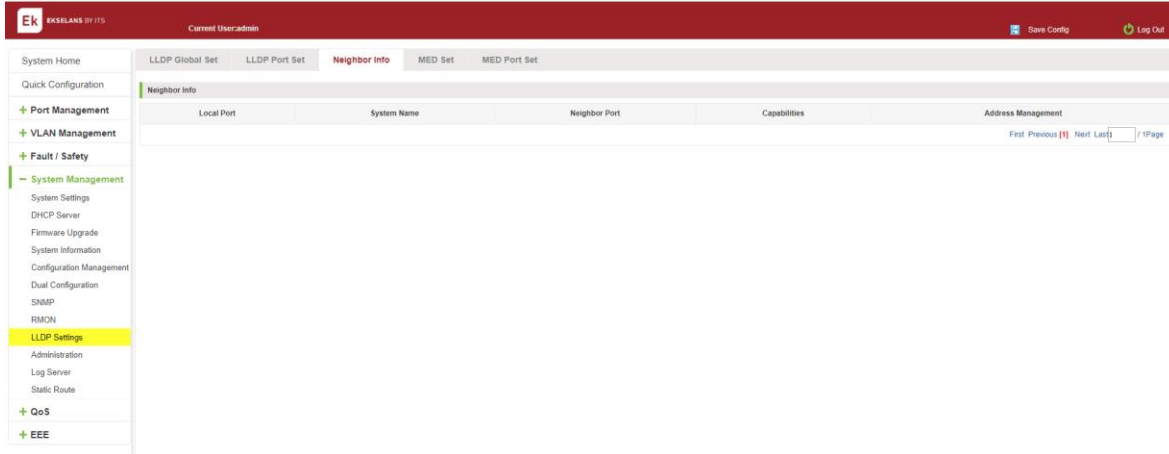 Ek EKSELANS BY ITS
Current User:admin
Save Config
Log Out
System Home
Quick Configuration
+ Port Management
+ VLAN Management
+ Fault / Safety
− System Management
System Settings
DHCP Server
Firmware Upgrade
System Information
Configuration Management
Dual Configuration
SNMP
RMON
LLDP Settings
Administration
Log Server
Static Route
+ QoS
+ EEE
LLDP Global Set LLDP Port Set Neighbor Info MED Set MED Port Set
Neighbor Info
Local Port System Name Neighbor Port Capabilities Address Management
First Previous [1] Next Last 1 / 1Page